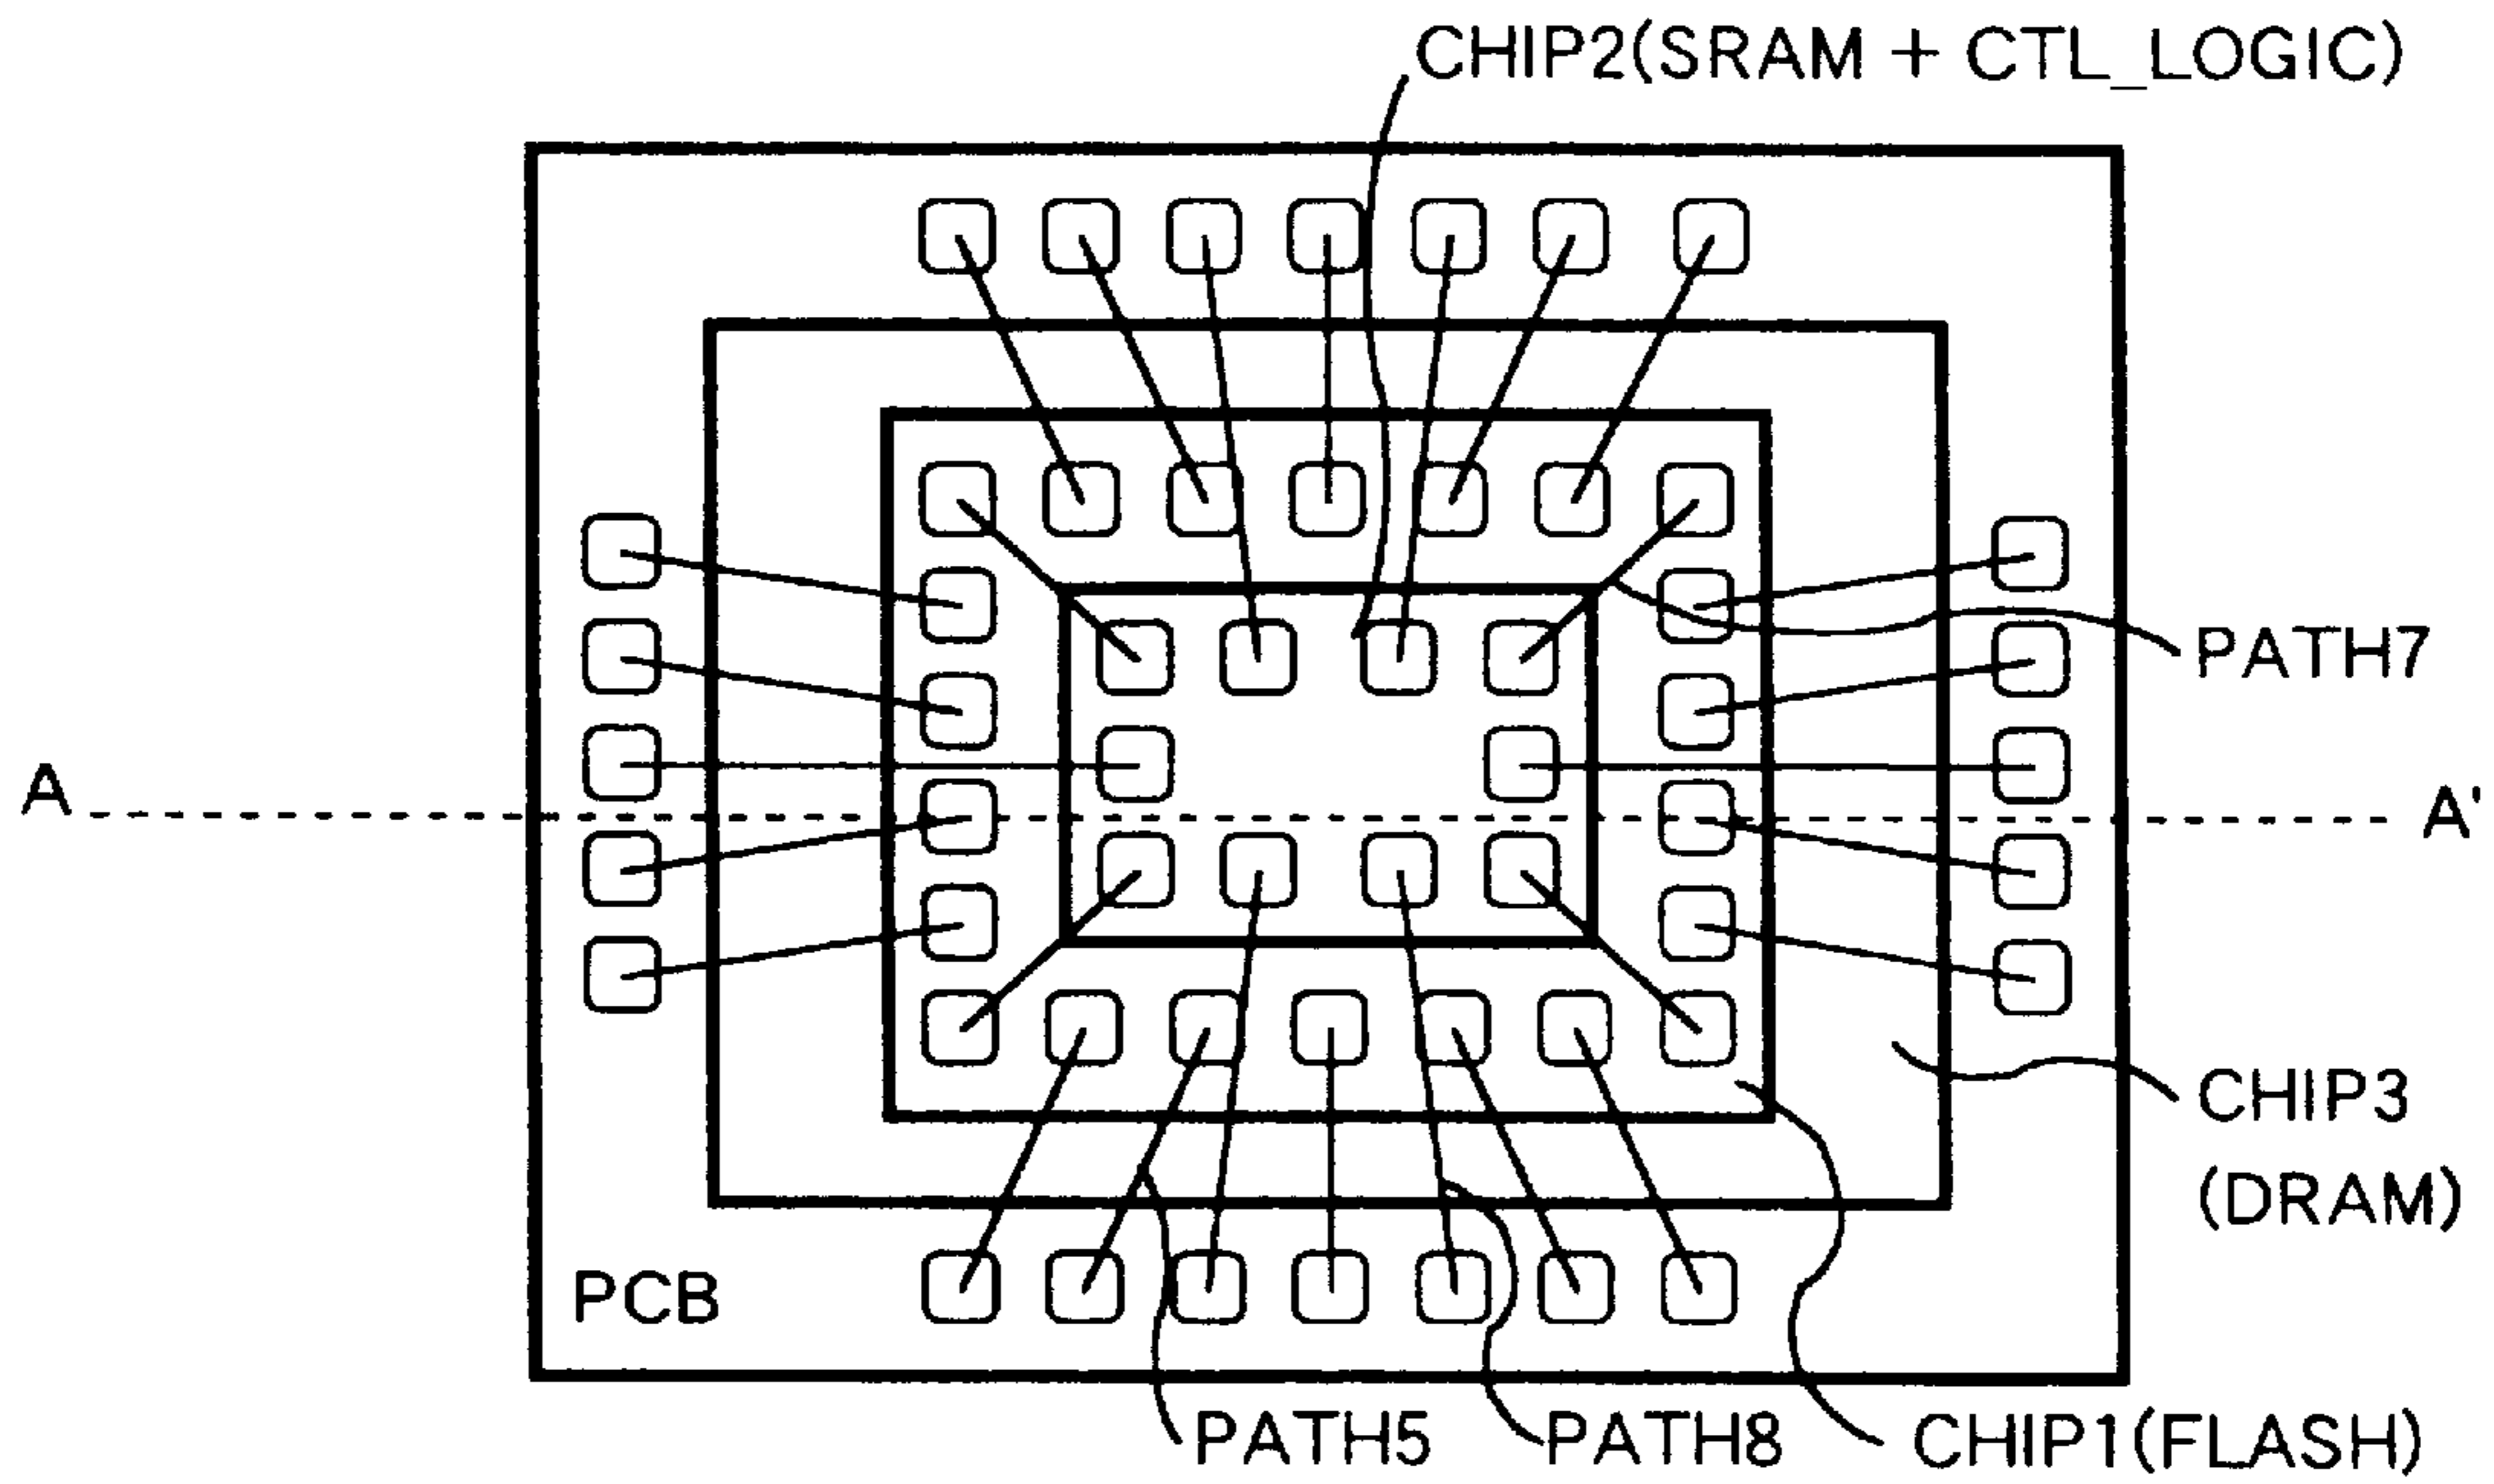 CHIP2(SRAM + CTL_LOGIC)
PATH7
A
A'
CHIP3
(DRAM)
PCB
PATH5
PATH8
CHIP1(FLASH)